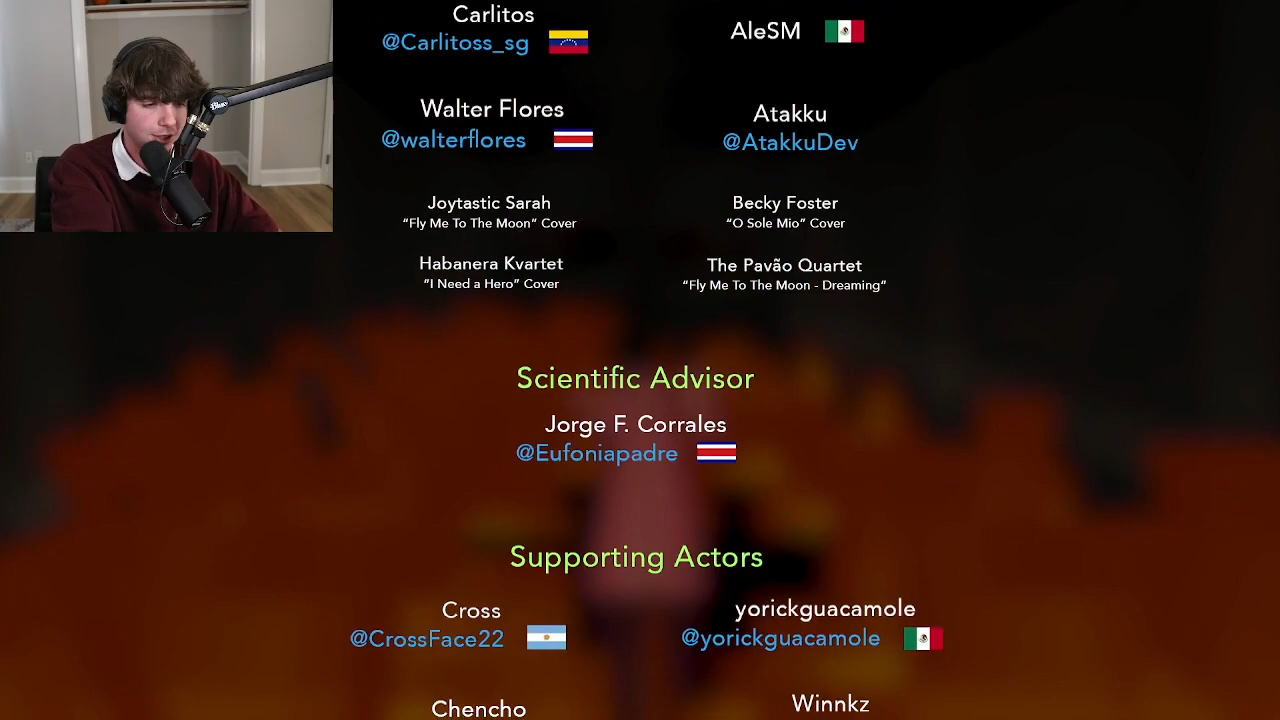 Carlitos
@Carlitoss_sg
AleSM
Walter Flores
@walterflores
Atakku
@AtakkuDev
Joytastic Sarah
“Fly Me To The Moon” Cover
Becky Foster
“O Sole Mio” Cover
Habanera Kvartet
“I Need a Hero” Cover
The Pavão Quartet
“Fly Me To The Moon - Dreaming”
Scientific Advisor
Jorge F. Corrales
@Eufoniapadre
Supporting Actors
Cross
@CrossFace22
yorickguacamole
@yorickguacamole
Chencho
Winnkz